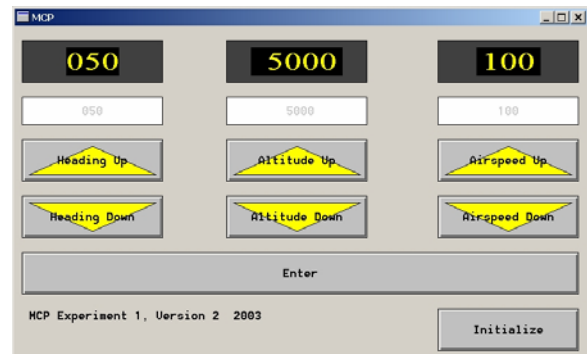 MCP
050 5000 100
050 5000 100
Heading Up Altitude Up Airspeed Up
Heading Down Altitude Down Airspeed Down
Enter
MCP Experiment 1, Version 2 2003
Initialize